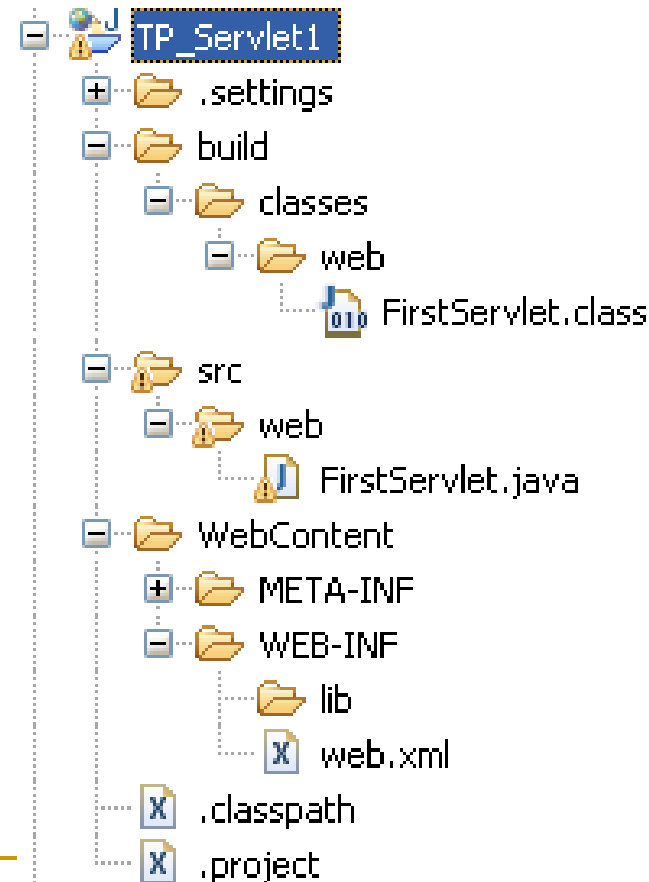 TP_Servlet1
.settings
build
classes
web
FirstServlet.class
src
web
FirstServlet.java
WebContent
META-INF
WEB-INF
lib
web.xml
.classpath
.project